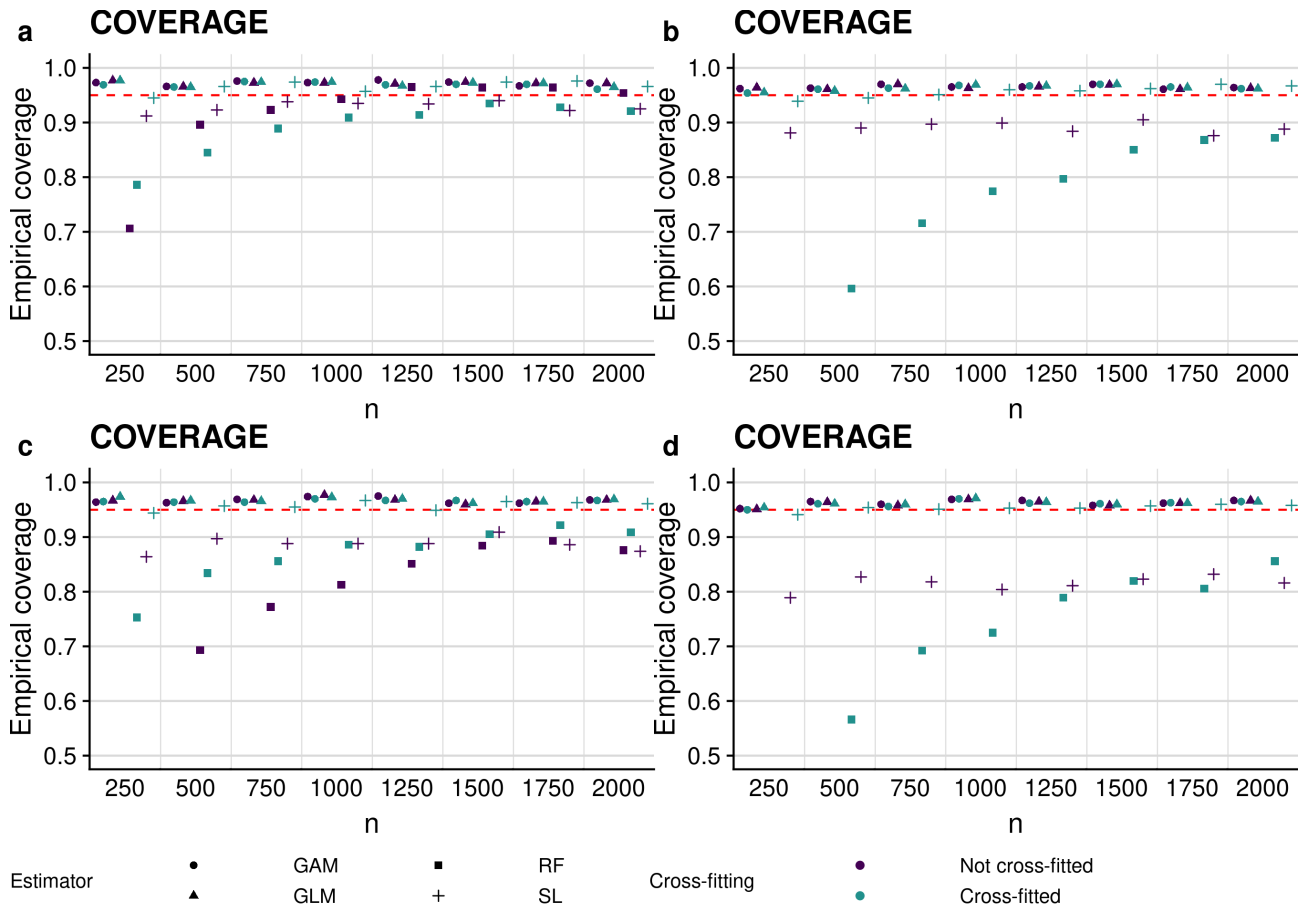 a
COVERAGE
1.0
0.9
0.8
0.7
0.6
0.5
Empirical coverage
250 500 750 1000 1250 1500 1750 2000
n
b
COVERAGE
1.0
0.9
0.8
0.7
0.6
0.5
Empirical coverage
250 500 750 1000 1250 1500 1750 2000
n
c
COVERAGE
1.0
0.9
0.8
0.7
0.6
0.5
Empirical coverage
250 500 750 1000 1250 1500 1750 2000
n
d
COVERAGE
1.0
0.9
0.8
0.7
0.6
0.5
Empirical coverage
250 500 750 1000 1250 1500 1750 2000
n
Estimator
GAM
GLM
RF
SL
Cross-fitting
Not cross-fitted
Cross-fitted